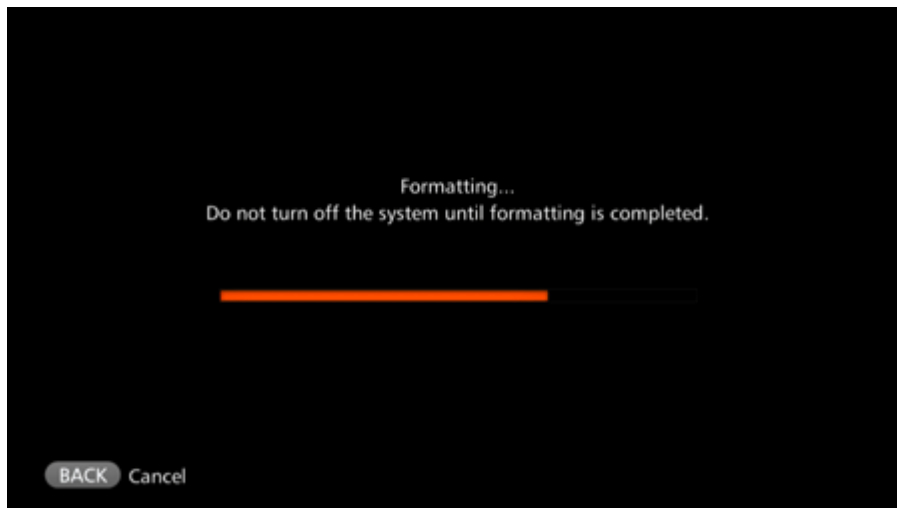 Formatting...
Do not turn off the system until formatting is completed.
BACK Cancel